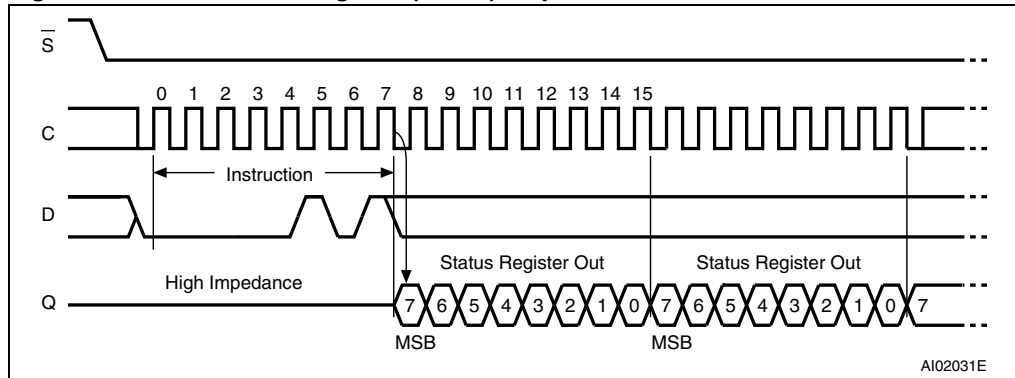 S
0 1 2 3 4 5 6 7 8 9 10 11 12 13 14 15
C
Instruction
D
Status Register Out Status Register Out
High Impedance
Q 7 6 5 4 3 2 1 0 7 6 5 4 3 2 1 0 7
MSB MSB
AI02031E